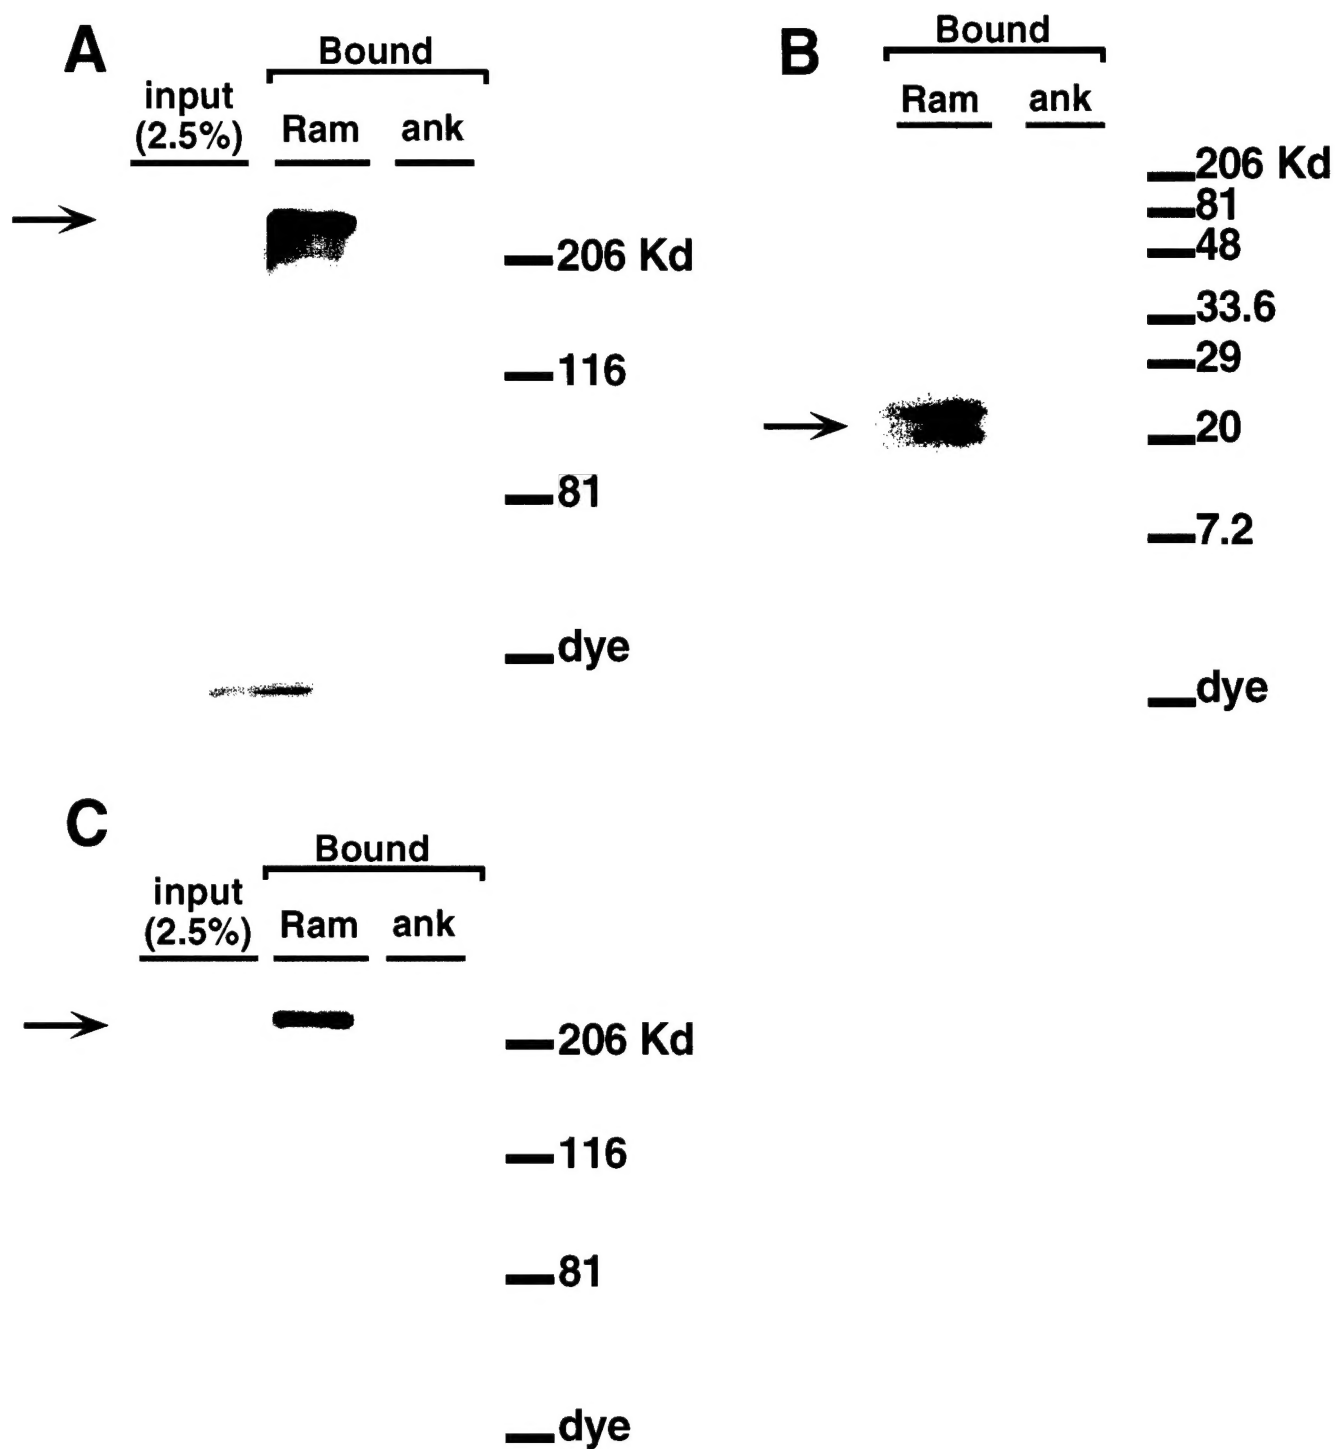 A
Bound
input
(2.5%)
Ram
ank
206 Kd
116
81
dye
B
Bound
Ram
ank
206 Kd
81
48
33.6
29
20
7.2
dye
C
Bound
input
(2.5%)
Ram
ank
206 Kd
116
81
dye